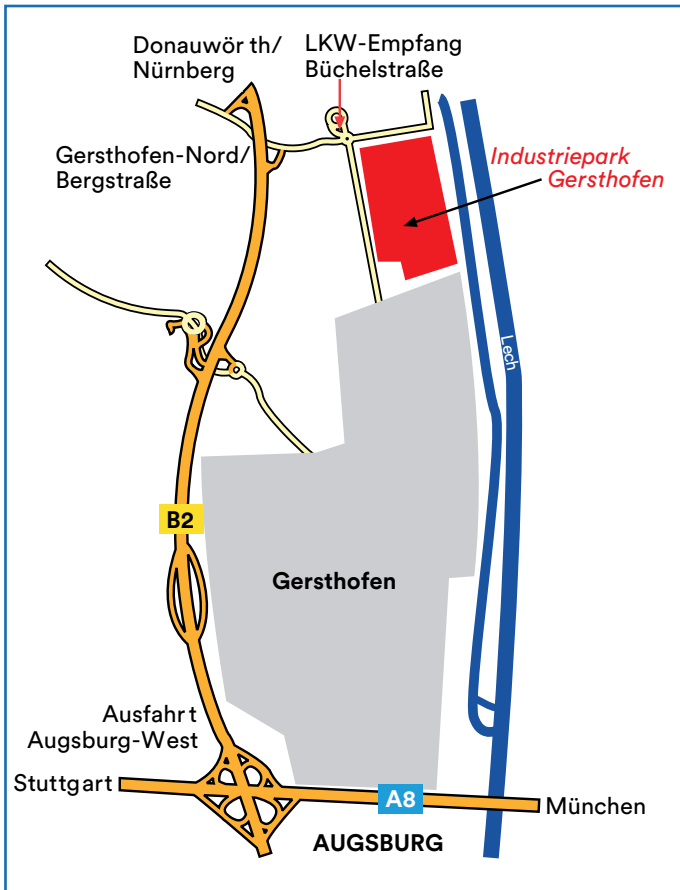 Donauwör th/
Nürnberg
LKW-Empfang
Büchelstraße
Gersthofen-Nord/
Bergstraße
Industriepark
Gersthofen
Lech
B2
Gersthofen
Ausfahrt
Augsburg-West
Stuttgart
A8
München
AUGSBURG